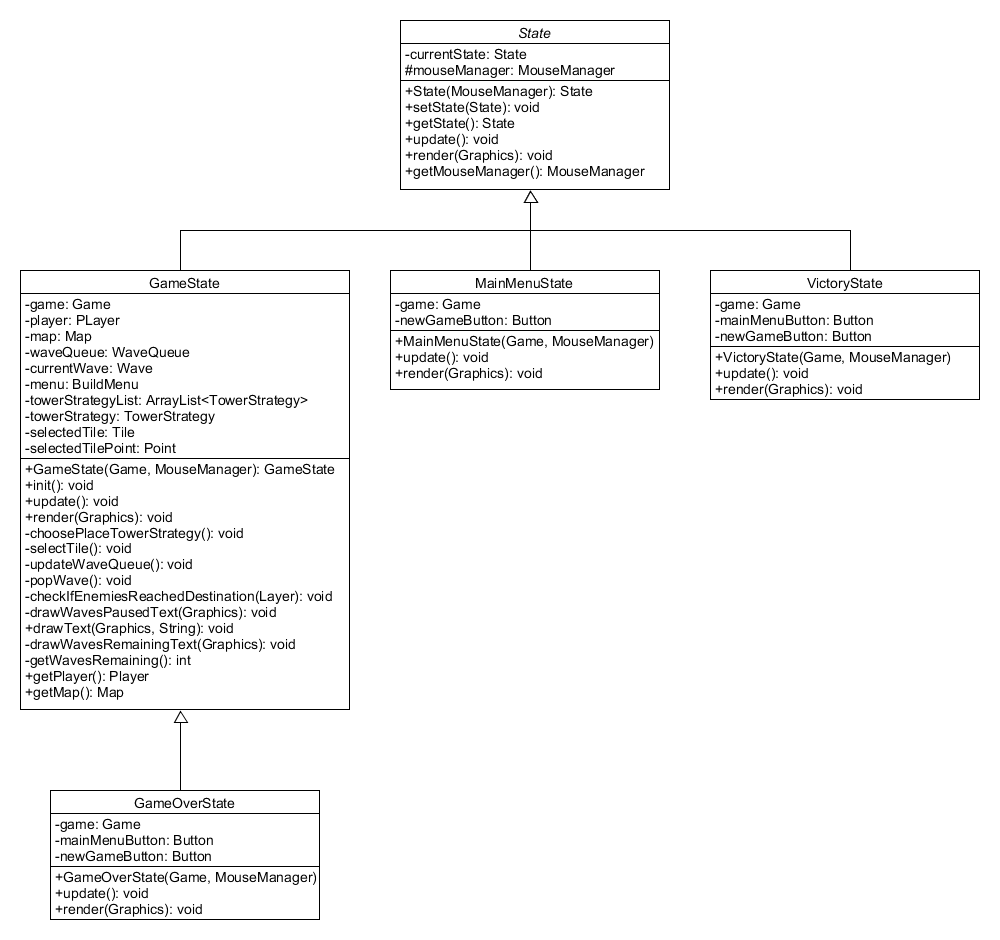 State
-currentState: State
#mouseManager: MouseManager
+State(MouseManager): State
+setState(State): void
+getState(): State
+update(): void
+render(Graphics): void
+getMouseManager(): MouseManager
GameState
-game: Game
-player: PLayer
-map: Map
-waveQueue: WaveQueue
-currentWave: Wave
-menu: BuildMenu
-towerStrategyList: ArrayList<TowerStrategy>
-towerStrategy: TowerStrategy
-selectedTile: Tile
-selectedTilePoint: Point
+GameState(Game, MouseManager): GameState
+init(): void
+update(): void
+render(Graphics): void
-choosePlaceTowerStrategy(): void
-selectTile(): void
-updateWaveQueue(): void
-popWave(): void
-checkIfEnemiesReachedDestination(Layer): void
-drawWavesPausedText(Graphics): void
+drawText(Graphics, String): void
-drawWavesRemainingText(Graphics): void
-getWavesRemaining(): int
+getPlayer(): Player
+getMap(): Map
MainMenuState
-game: Game
-newGameButton: Button
+MainMenuState(Game, MouseManager)
+update(): void
+render(Graphics): void
VictoryState
-game: Game
-mainMenuButton: Button
-newGameButton: Button
+VictoryState(Game, MouseManager)
+update(): void
+render(Graphics): void
GameOverState
-game: Game
-mainMenuButton: Button
-newGameButton: Button
+GameOverState(Game, MouseManager)
+update(): void
+render(Graphics): void